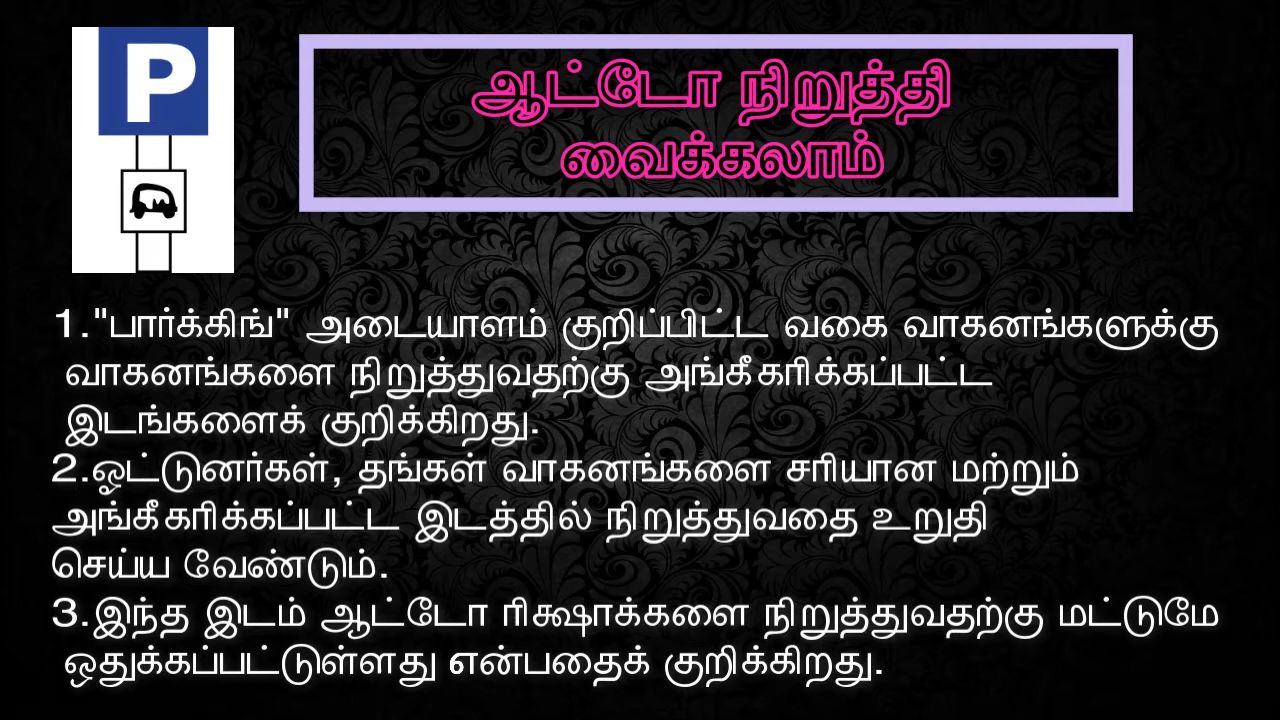 P
ஆட்டோ நிறுத்தி
வைக்கலாம்
1."பார்க்கிங்" அடையாளம் குறிப்பிட்ட வகை வாகனங்களுக்கு
வாகனங்களை நிறுத்துவதற்கு அங்கீகரிக்கப்பட்ட
இடங்களைக் குறிக்கிறது.
2.ஓட்டுனர்கள், தங்கள் வாகனங்களை சரியான மற்றும்
அங்கீகரிக்கப்பட்ட இடத்தில் நிறுத்துவதை உறுதி
செய்ய வேண்டும்.
3.இந்த இடம் ஆட்டோ ரிக்ஷாக்களை நிறுத்துவதற்கு மட்டுமே
ஒதுக்கப்பட்டுள்ளது என்பதைக் குறிக்கிறது.